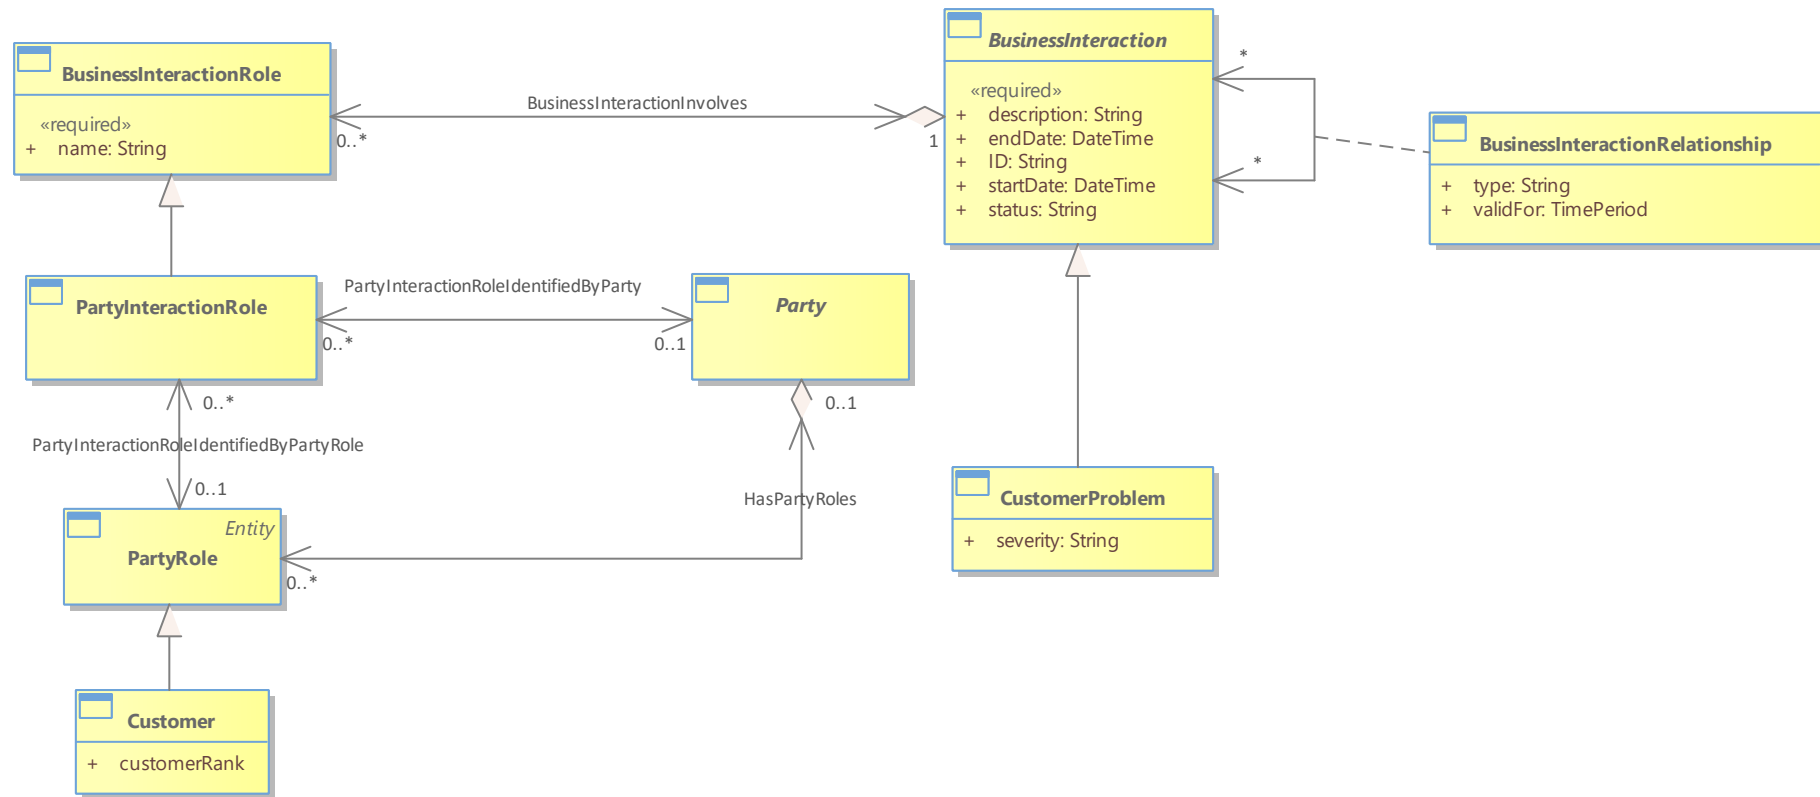 BusinessInteractionRole
«required»
+ name: String
BusinessInteractionInvolves
0..*
1
BusinessInteraction
«required»
+ description: String
+ endDate: DateTime
+ ID: String
+ startDate: DateTime
+ status: String
*
*
BusinessInteractionRelationship
+ type: String
+ validFor: TimePeriod
PartyInteractionRole
PartyInteractionRoleIdentifiedByParty
0..*
0..1
Party
0..*
PartyInteractionRoleIdentifiedByPartyRole
0..1
0..1
HasPartyRoles
0..*
Entity
PartyRole
CustomerProblem
+ severity: String
Customer
+ customerRank